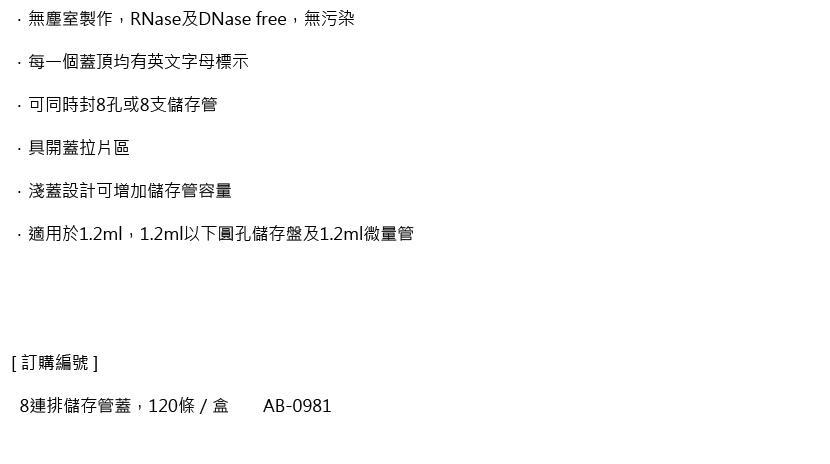 ．無塵室製作，RNase及DNase free，無污染
．每一個蓋頂均有英文字母標示
．可同時封8孔或8支儲存管
．具開蓋拉片區
．淺蓋設計可增加儲存管容量
．適用於1.2ml，1.2ml以下圓孔儲存盤及1.2ml微量管
[ 訂購編號 ]
8連排儲存管蓋，120條 / 盒　　AB-0981